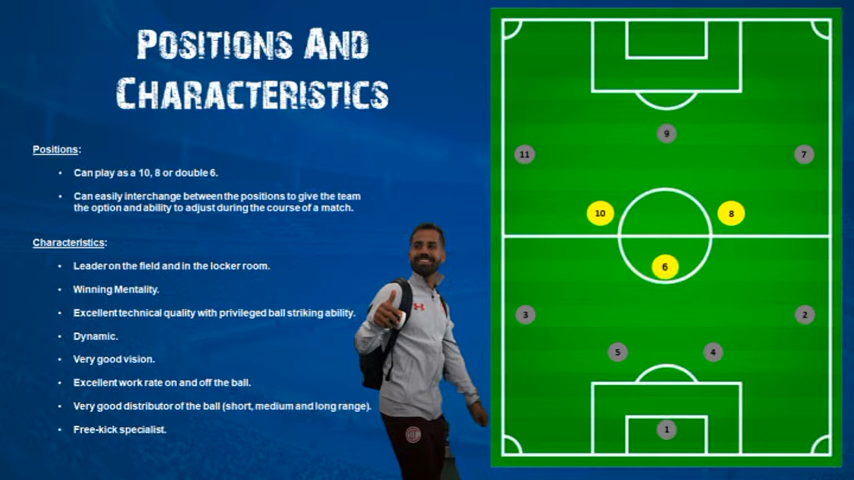 Positions And
Characteristics
Positions:
• Can play as a 10, 8 or double 6.
• Can easily interchange between the positions to give the team
the option and ability to adjust during the course of a match.
Characteristics:
• Leader on the field and in the locker room.
• Winning Mentality.
• Excellent technical quality with privileged ball striking ability.
• Dynamic.
• Very good vision.
• Excellent work rate on and off the ball.
• Very good distributor of the ball (short, medium and long range).
• Free-kick specialist.
9
11
7
10
8
6
3
2
5
4
1